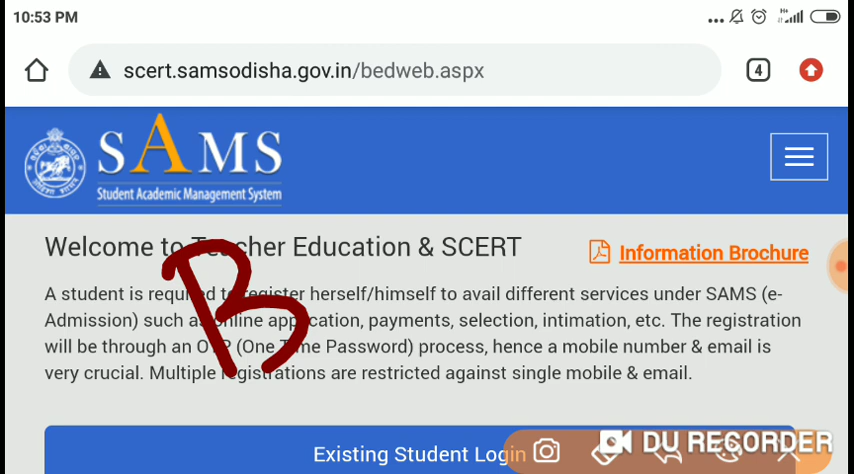 10:53 PM
scert.samsodisha.gov.in/bedweb.aspx
4
SAMS
Student Academic Management System
Welcome to Teacher Education & SCERT
Information Brochure
B
A student is required to register herself/himself to avail different services under SAMS (e-
Admission) such as online application, payments, selection, intimation, etc. The registration
will be through an OTP (One Time Password) process, hence a mobile number & email is
very crucial. Multiple registrations are restricted against single mobile & email.
Existing Student Login
DU RECORDER